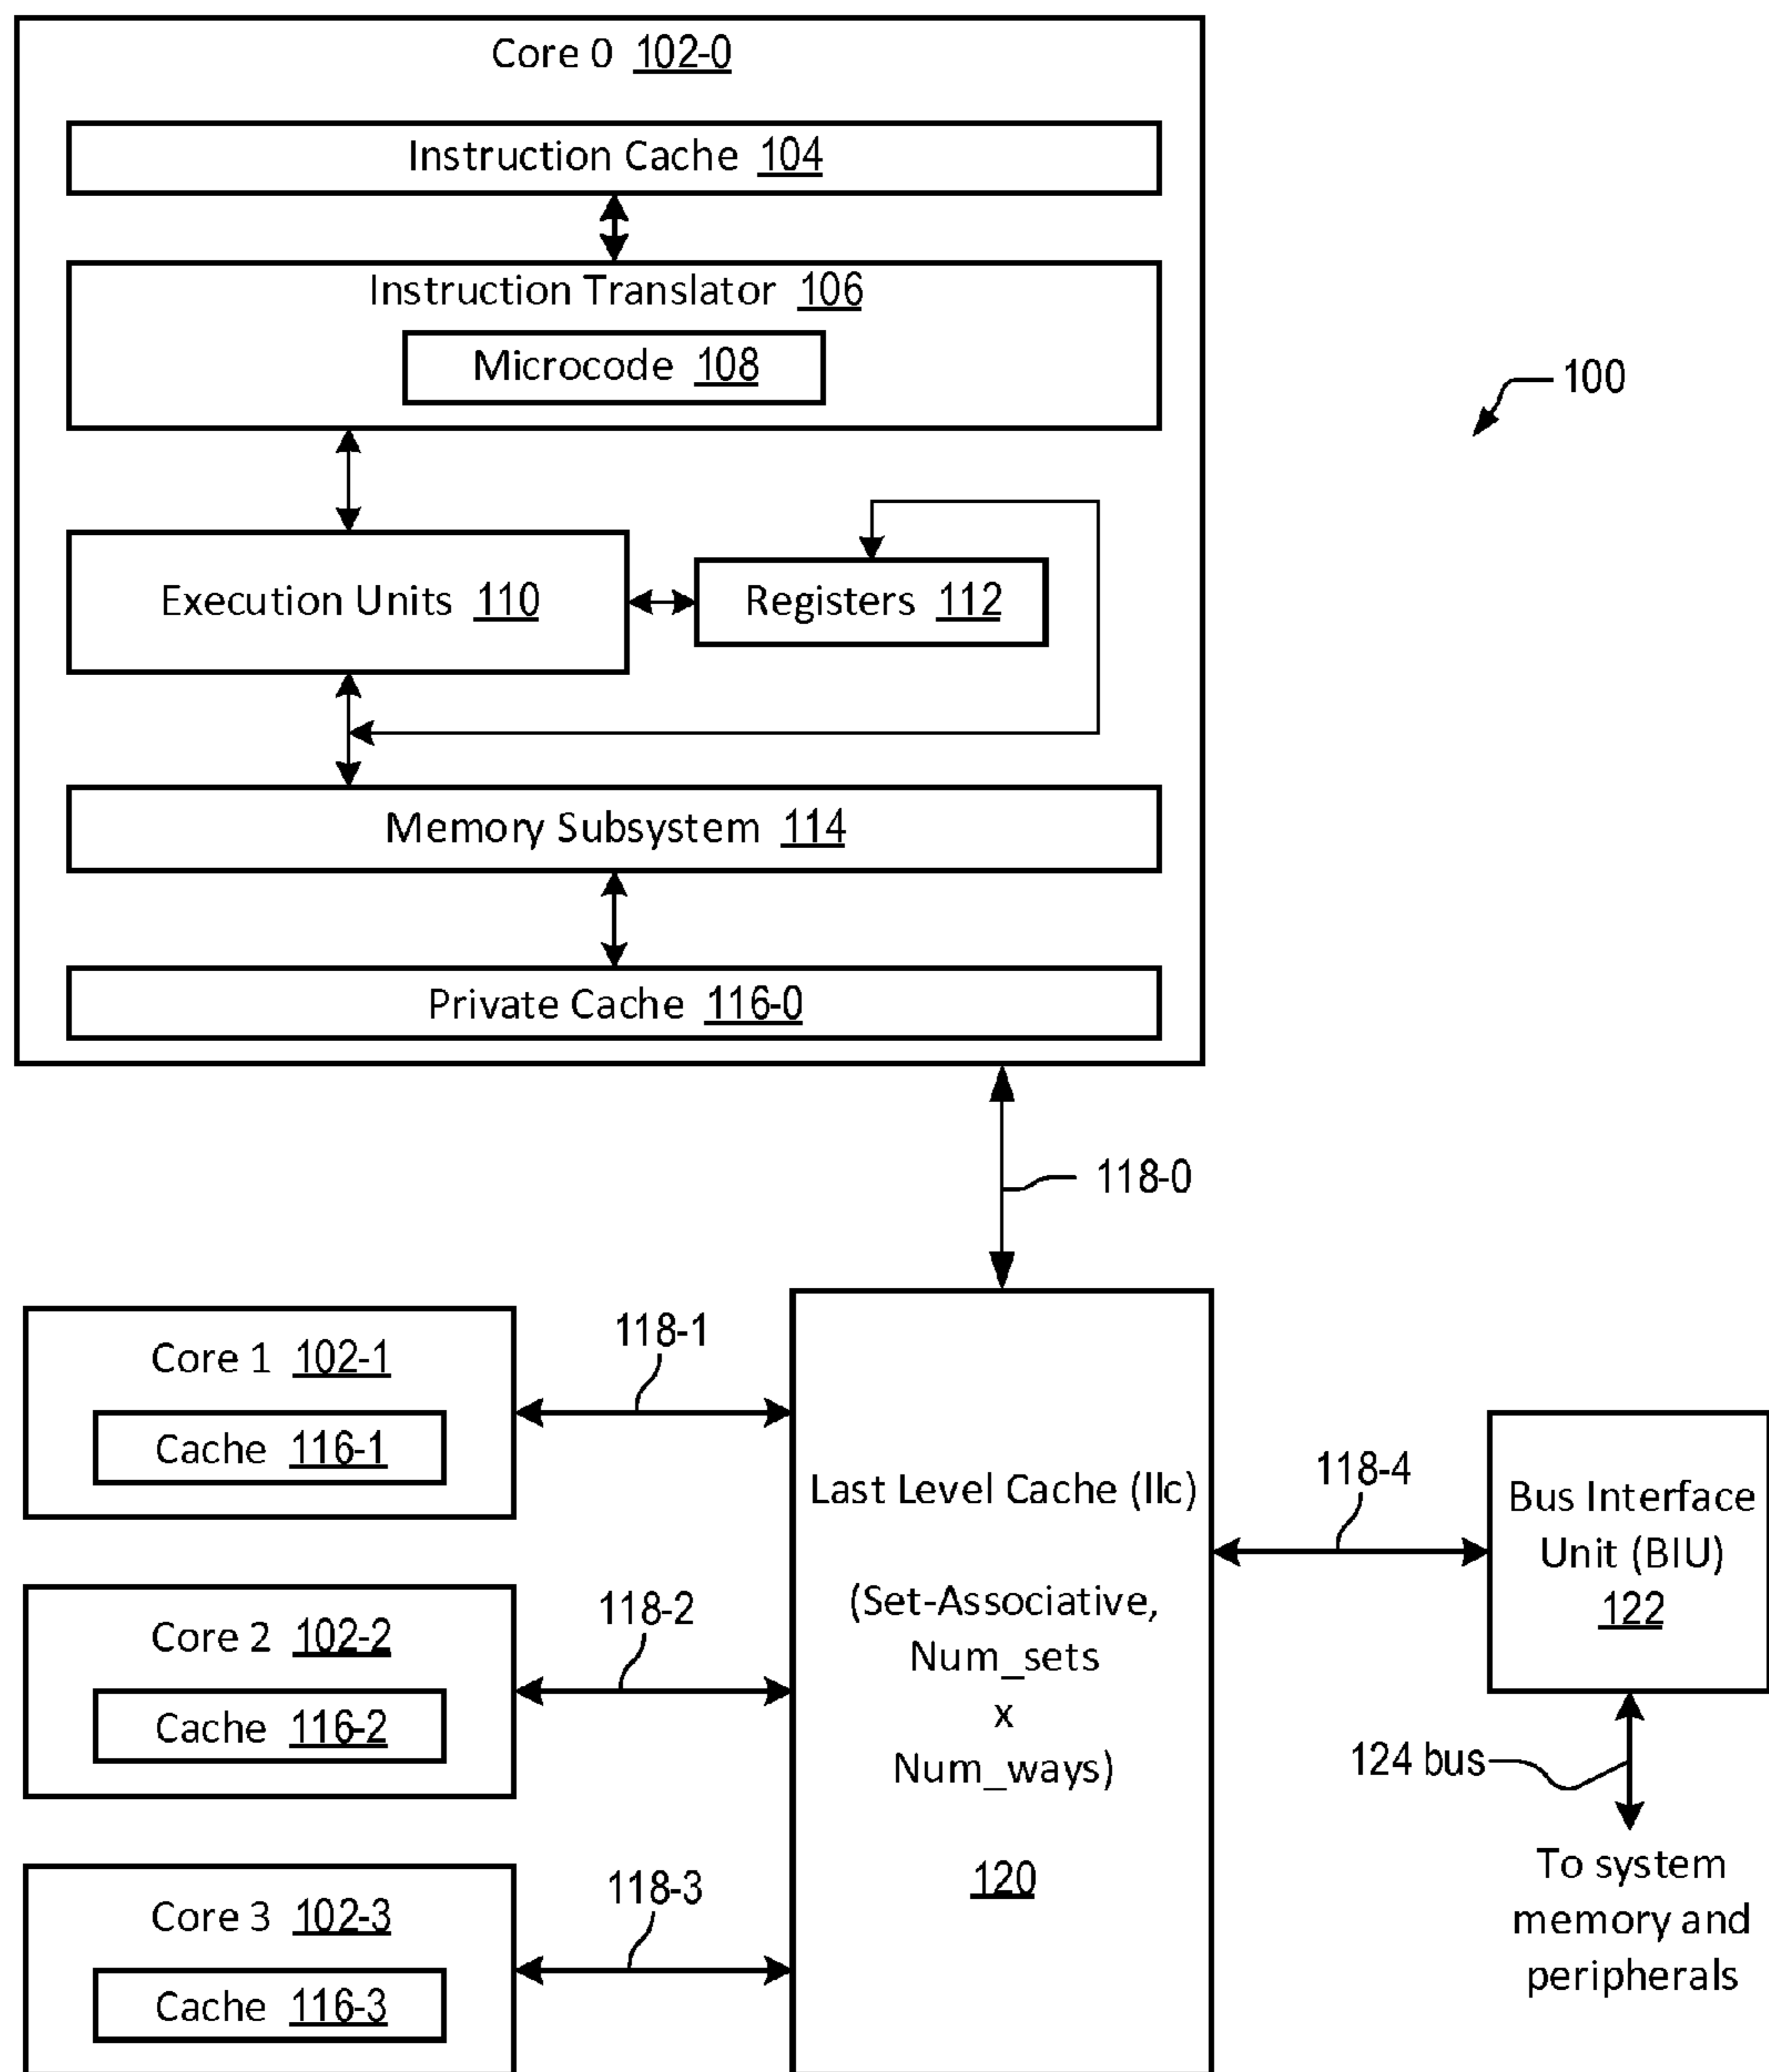 Core 0 102-0
Instruction Cache 104
Instruction Translator 106
Microcode 108
100
Execution Units 110
Registers 112
Memory Subsystem 114
Private Cache 116-0
118-0
Core 1 102-1
Cache 116-1
118-1
Core 2 102-2
Cache 116-2
118-2
Core 3 102-3
Cache 116-3
118-3
Last Level Cache (llc)
(Set-Associative,
Num_sets
x
Num_ways)
120
118-4
Bus Interface
Unit (BIU)
122
124 bus
To system
memory and
peripherals